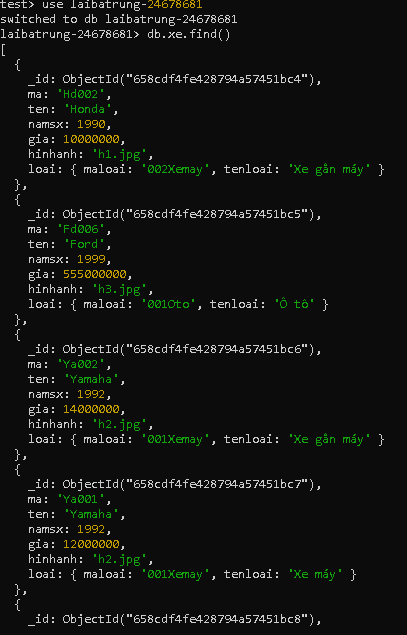 test> use laibatrung-24678681
switched to db laibatrung-24678681
laibatrung-24678681> db.xe.find()
[
  {
    _id: ObjectId("658cdf4fe428794a57451bc4"),
    ma: 'Hd002',
    ten: 'Honda',
    namsx: 1990,
    gia: 10000000,
    hinhanh: 'h1.jpg',
    loai: { maloai: '002Xemay', tenloai: 'Xe gắn máy' }
  },
  {
    _id: ObjectId("658cdf4fe428794a57451bc5"),
    ma: 'Fd006',
    ten: 'Ford',
    namsx: 1999,
    gia: 555000000,
    hinhanh: 'h3.jpg',
    loai: { maloai: '001Oto', tenloai: 'Ô tô' }
  },
  {
    _id: ObjectId("658cdf4fe428794a57451bc6"),
    ma: 'Ya002',
    ten: 'Yamaha',
    namsx: 1992,
    gia: 14000000,
    hinhanh: 'h2.jpg',
    loai: { maloai: '001Xemay', tenloai: 'Xe gắn máy' }
  },
  {
    _id: ObjectId("658cdf4fe428794a57451bc7"),
    ma: 'Ya001',
    ten: 'Yamaha',
    namsx: 1992,
    gia: 12000000,
    hinhanh: 'h2.jpg',
    loai: { maloai: '001Xemay', tenloai: 'Xe máy' }
  },
  {
    _id: ObjectId("658cdf4fe428794a57451bc8"),